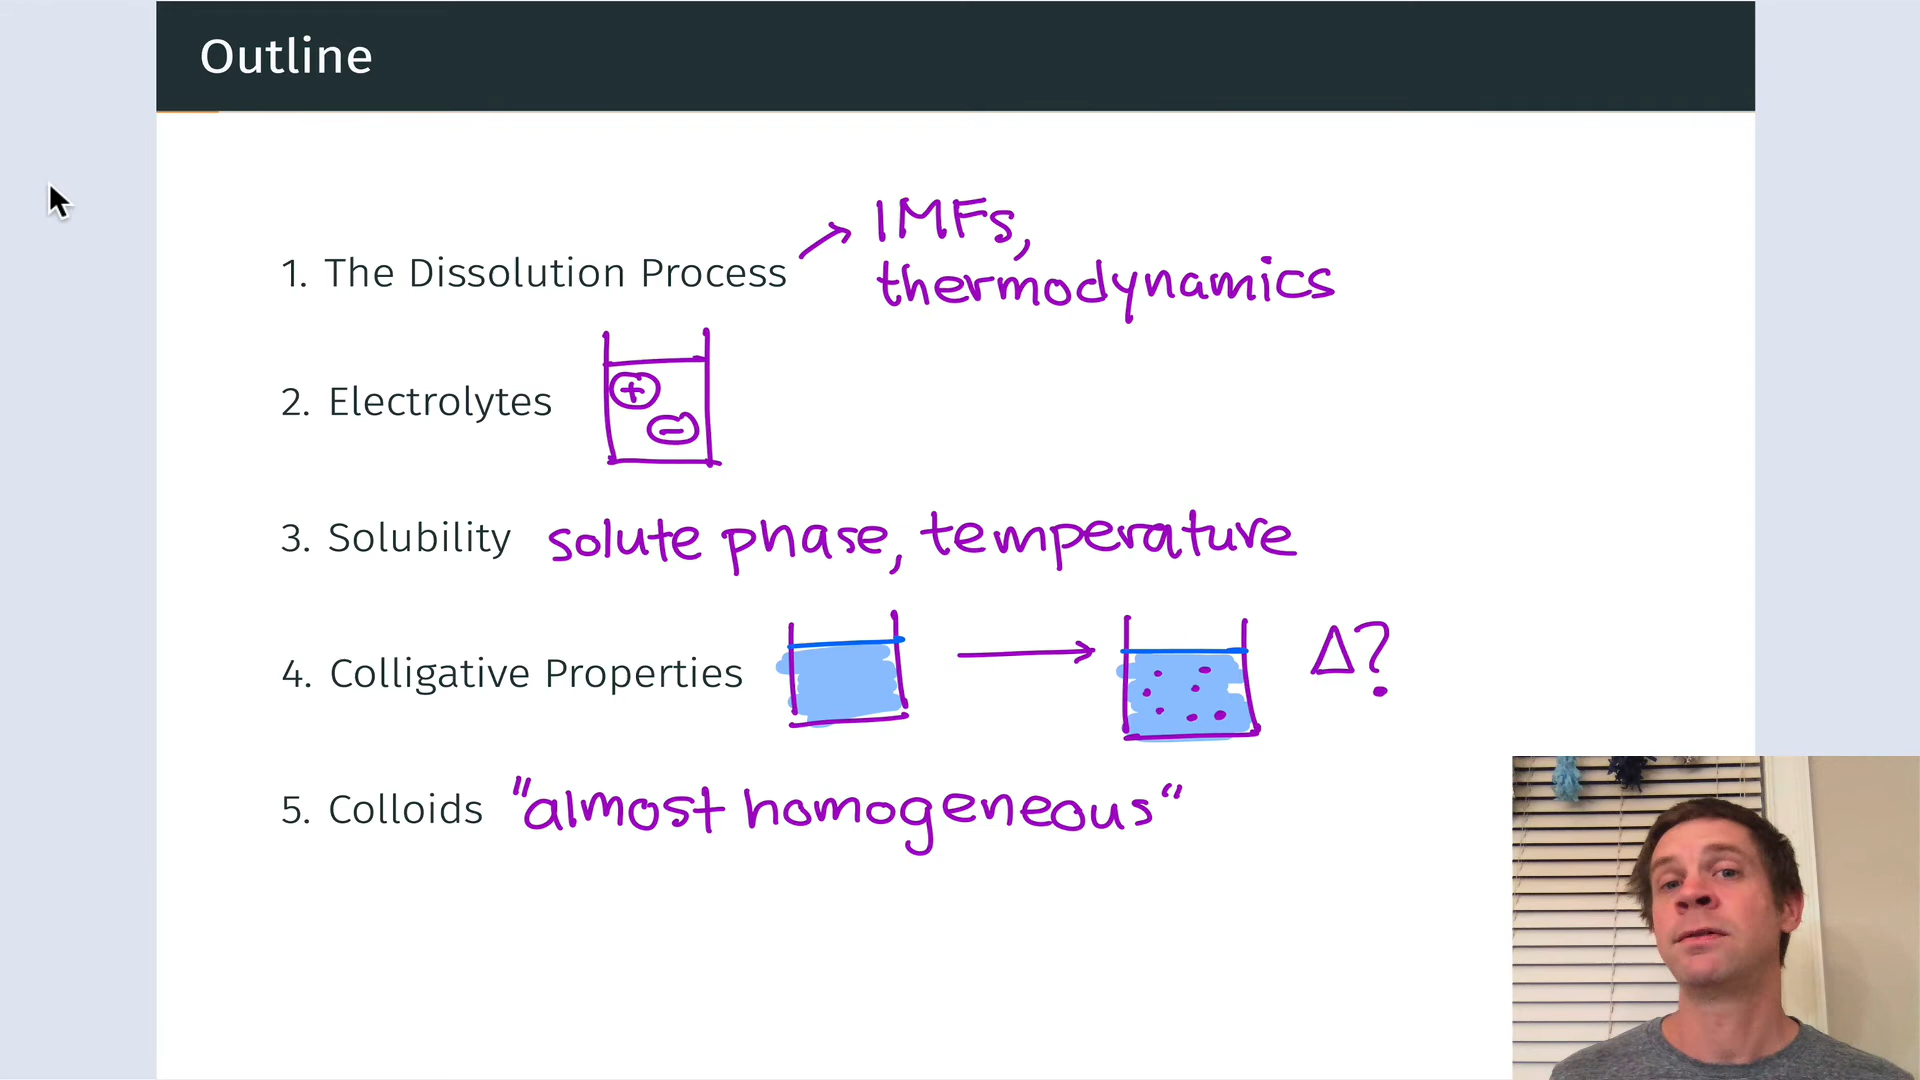 Outline
1. The Dissolution Process → IMFs,
thermodynamics
2. Electrolytes + −
3. Solubility solute phase, temperature
4. Colligative Properties → Δ?
5. Colloids "almost homogeneous"